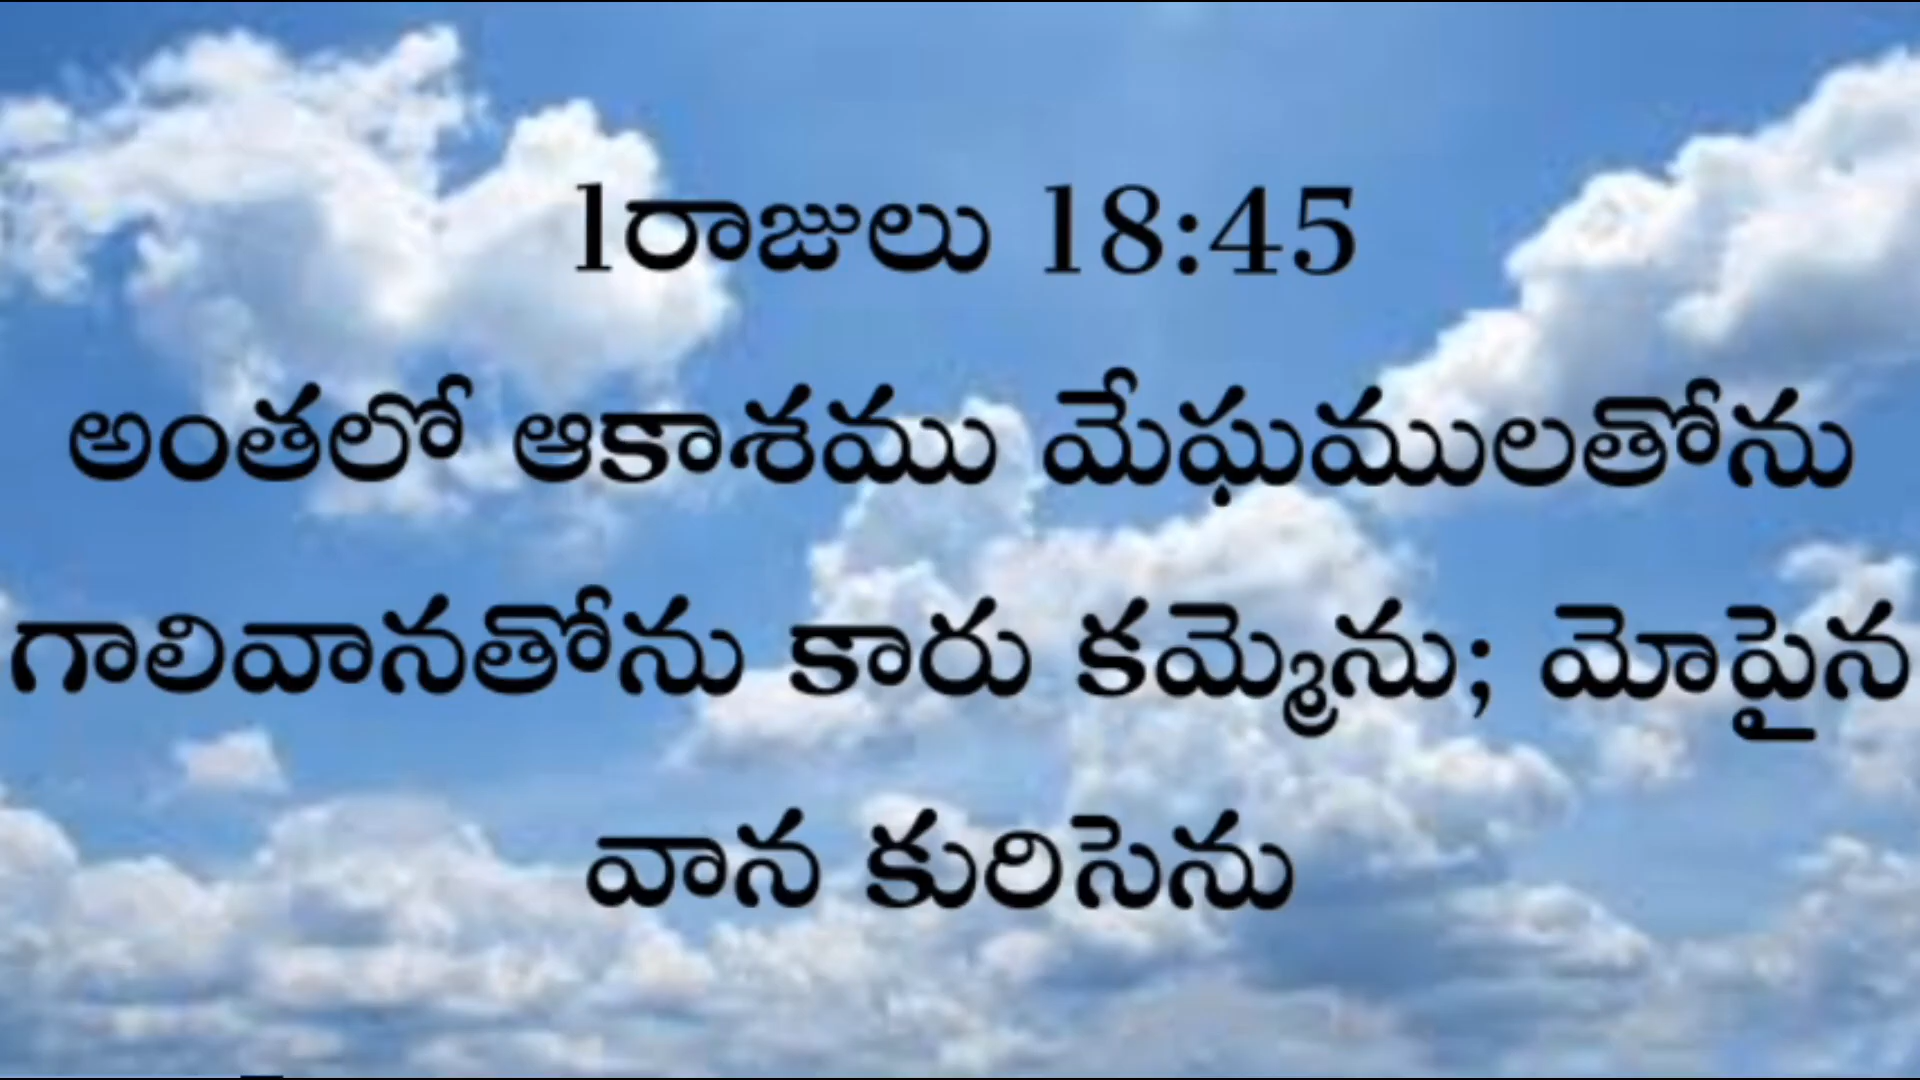 1రాజులు 18:45
అంతలో ఆకాశము మేఘములతోను
గాలివానతోను కారు కమ్మెను; మోపైన
వాన కురిసెను